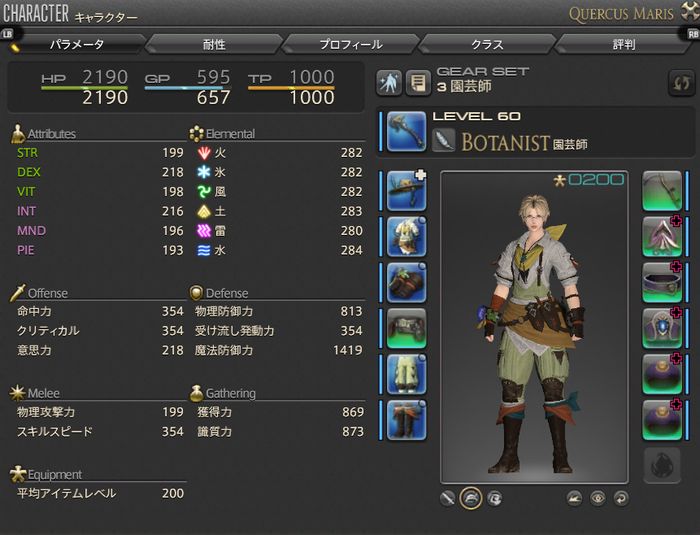 CHARACTER キャラクター
QUERCUS MARIS
LB
パラメータ
耐性
プロフィール
クラス
評判
RB
HP 2190
2190
GP 595
657
TP 1000
1000
GEAR SET
3 園芸師
LEVEL 60
BOTANIST 園芸師
0200
Attributes
STR 199
DEX 218
VIT 198
INT 216
MND 196
PIE 193
Elemental
火 282
氷 282
風 282
土 283
雷 280
水 284
Offense
命中力 354
クリティカル 354
意思力 218
Defense
物理防御力 813
受け流し発動力 354
魔法防御力 1419
Melee
物理攻撃力 199
スキルスピード 354
Gathering
獲得力 869
識質力 873
Equipment
平均アイテムレベル 200